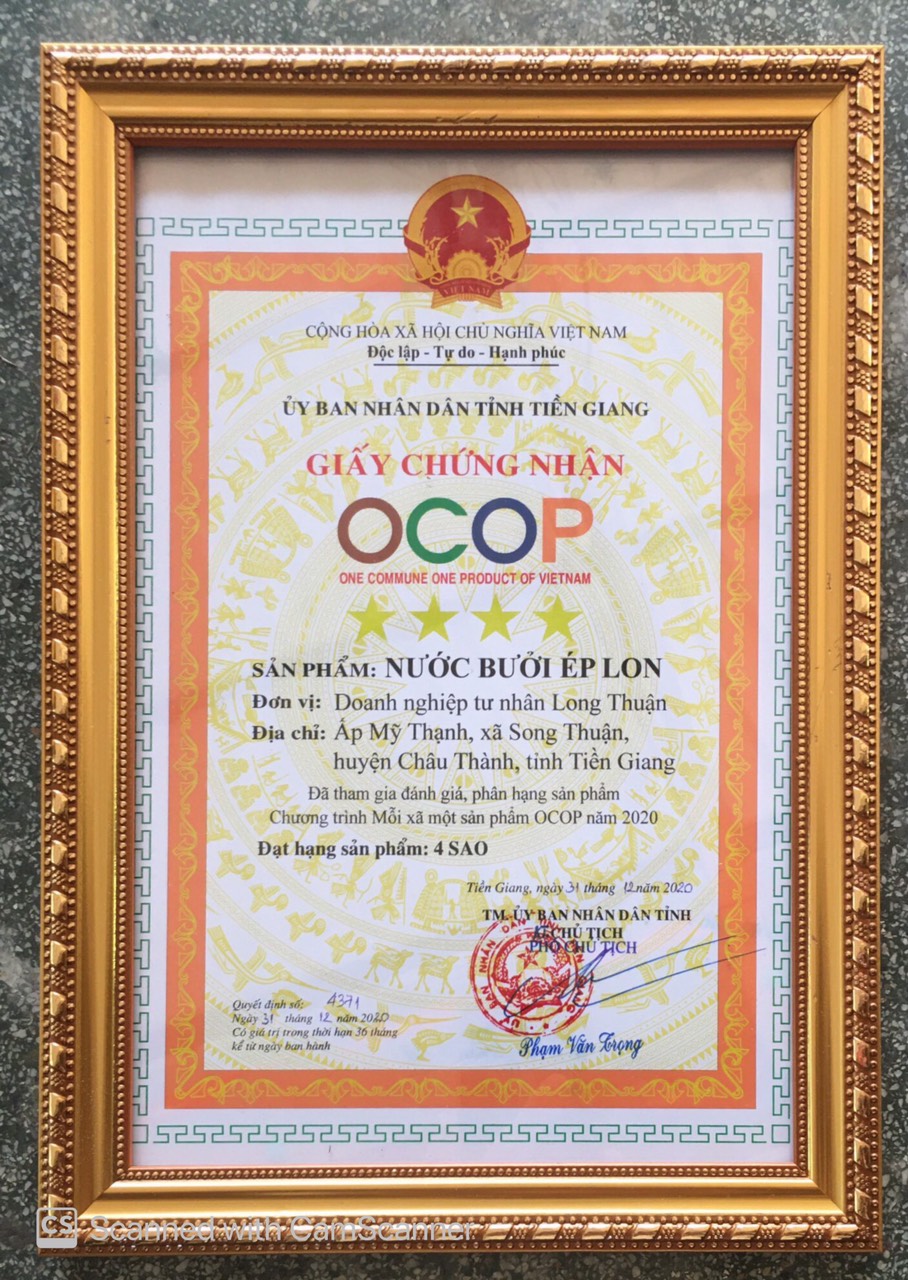 VIỆT NAM
CỘNG HÒA XÃ HỘI CHỦ NGHĨA VIỆT NAM
Độc lập - Tự do - Hạnh phúc
ỦY BAN NHÂN DÂN TỈNH TIỀN GIANG
GIẤY CHỨNG NHẬN
OCOP
ONE COMMUNE ONE PRODUCT OF VIETNAM
SẢN PHẨM: NƯỚC BƯỞI ÉP LON
Đơn vị: Doanh nghiệp tư nhân Long Thuận
Địa chỉ: Ấp Mỹ Thạnh, xã Song Thuận,
huyện Châu Thành, tỉnh Tiền Giang
Đã tham gia đánh giá, phân hạng sản phẩm
Chương trình Mỗi xã một sản phẩm OCOP năm 2020
Đạt hạng sản phẩm: 4 SAO
Tiền Giang, ngày 31 tháng 12 năm 2020
TM. ỦY BAN NHÂN DÂN TỈNH
KT. CHỦ TỊCH
PHÓ CHỦ TỊCH
Phạm Văn Trọng
Quyết định số: 4371
Ngày 31 tháng 12 năm 2020
Có giá trị trong thời hạn 36 tháng
kể từ ngày ban hành
CS Scanned with CamScanner